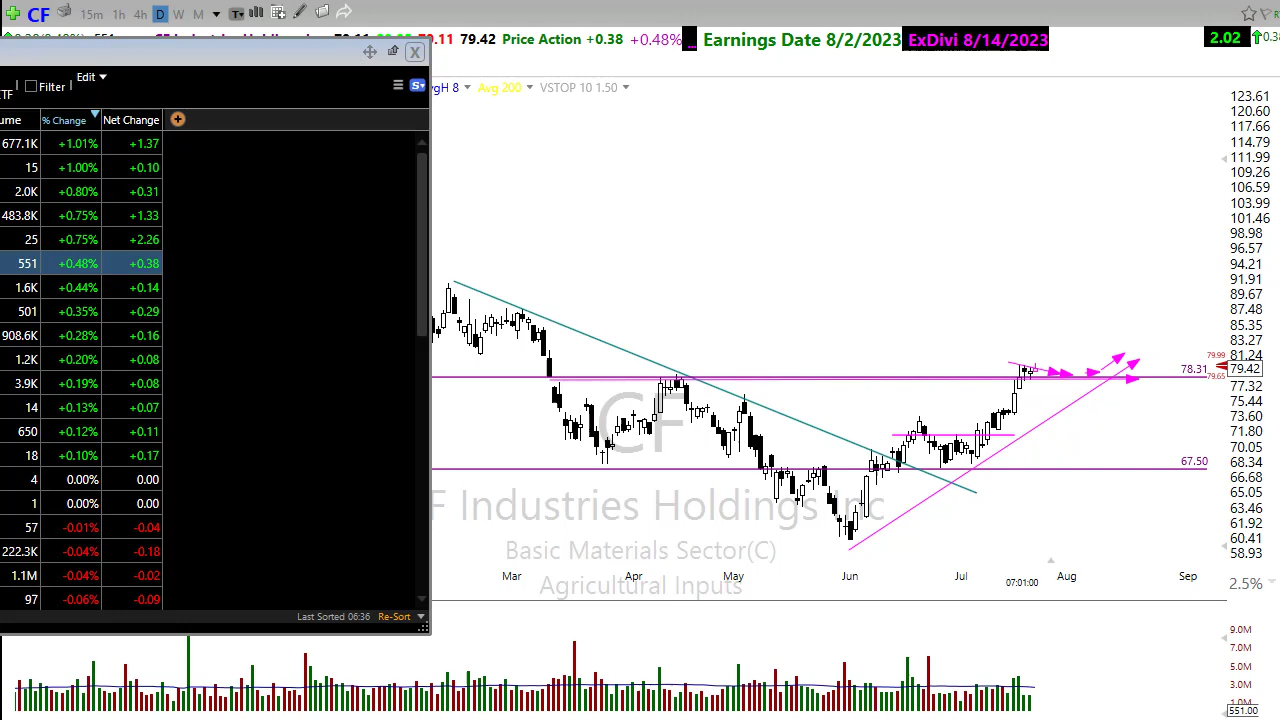 CF 15m 1h 4h D W M T
79.42 Price Action +0.38 +0.48% ... Earnings Date 8/2/2023 ExDivi 8/14/2023 2.02
ETF Filter Edit
gH 8 Avg 200 VSTOP 10 1.50
ume % Change Net Change
677.1K +1.01% +1.37
15 +1.00% +0.10
2.0K +0.80% +0.31
483.8K +0.75% +1.33
25 +0.75% +2.26
551 +0.48% +0.38
1.6K +0.44% +0.14
501 +0.35% +0.29
908.6K +0.28% +0.16
1.2K +0.20% +0.08
3.9K +0.19% +0.08
14 +0.13% +0.07
650 +0.12% +0.11
18 +0.10% +0.17
4 0.00% 0.00
1 0.00% 0.00
57 -0.01% -0.04
222.3K -0.04% -0.18
1.1M -0.04% -0.02
97 -0.06% -0.09
Last Sorted 06:36 Re-Sort
123.61
120.60
117.66
114.79
111.99
109.26
106.59
103.99
101.46
98.98
96.57
94.21
91.91
89.67
87.48
85.35
83.27
81.24
79.99
78.31
79.42
79.65
77.32
75.44
73.60
71.80
70.05
67.50
68.34
66.68
65.05
63.46
61.92
60.41
58.93
CF
F Industries Holdings Inc
Basic Materials Sector(C)
Agricultural Inputs
Mar Apr May Jun Jul 07:01:00 Aug Sep
2.5%
9.0M
7.0M
5.0M
3.0M
1.0M
551.00